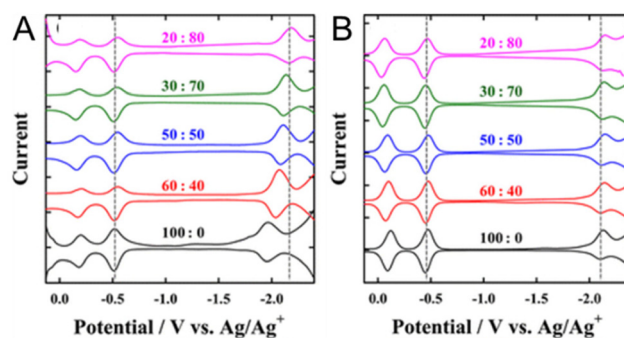 A
B
20 : 80
30 : 70
50 : 50
60 : 40
100 : 0
Current
0.0 -0.5 -1.0 -1.5 -2.0
Potential / V vs. Ag/Ag⁺
20 : 80
30 : 70
50 : 50
60 : 40
100 : 0
Current
0.0 -0.5 -1.0 -1.5 -2.0
Potential / V vs. Ag/Ag⁺